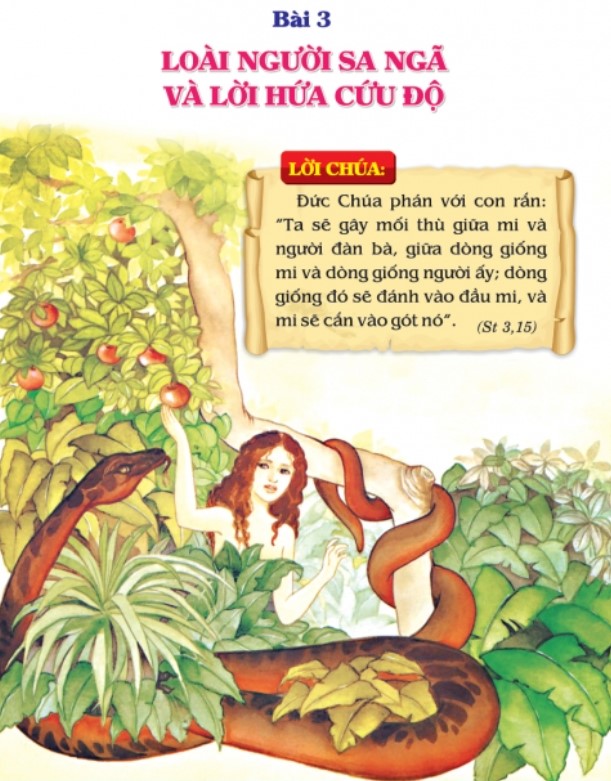 Bài 3
LOÀI NGƯỜI SA NGÃ
VÀ LỜI HỨA CỨU ĐỘ
LỜI CHÚA:
Đức Chúa phán với con rắn:
"Ta sẽ gây mối thù giữa mi và
người đàn bà, giữa dòng giống
mi và dòng giống người ấy; dòng
giống đó sẽ đánh vào đầu mi, và
mi sẽ cắn vào gót nó".
(St 3,15)